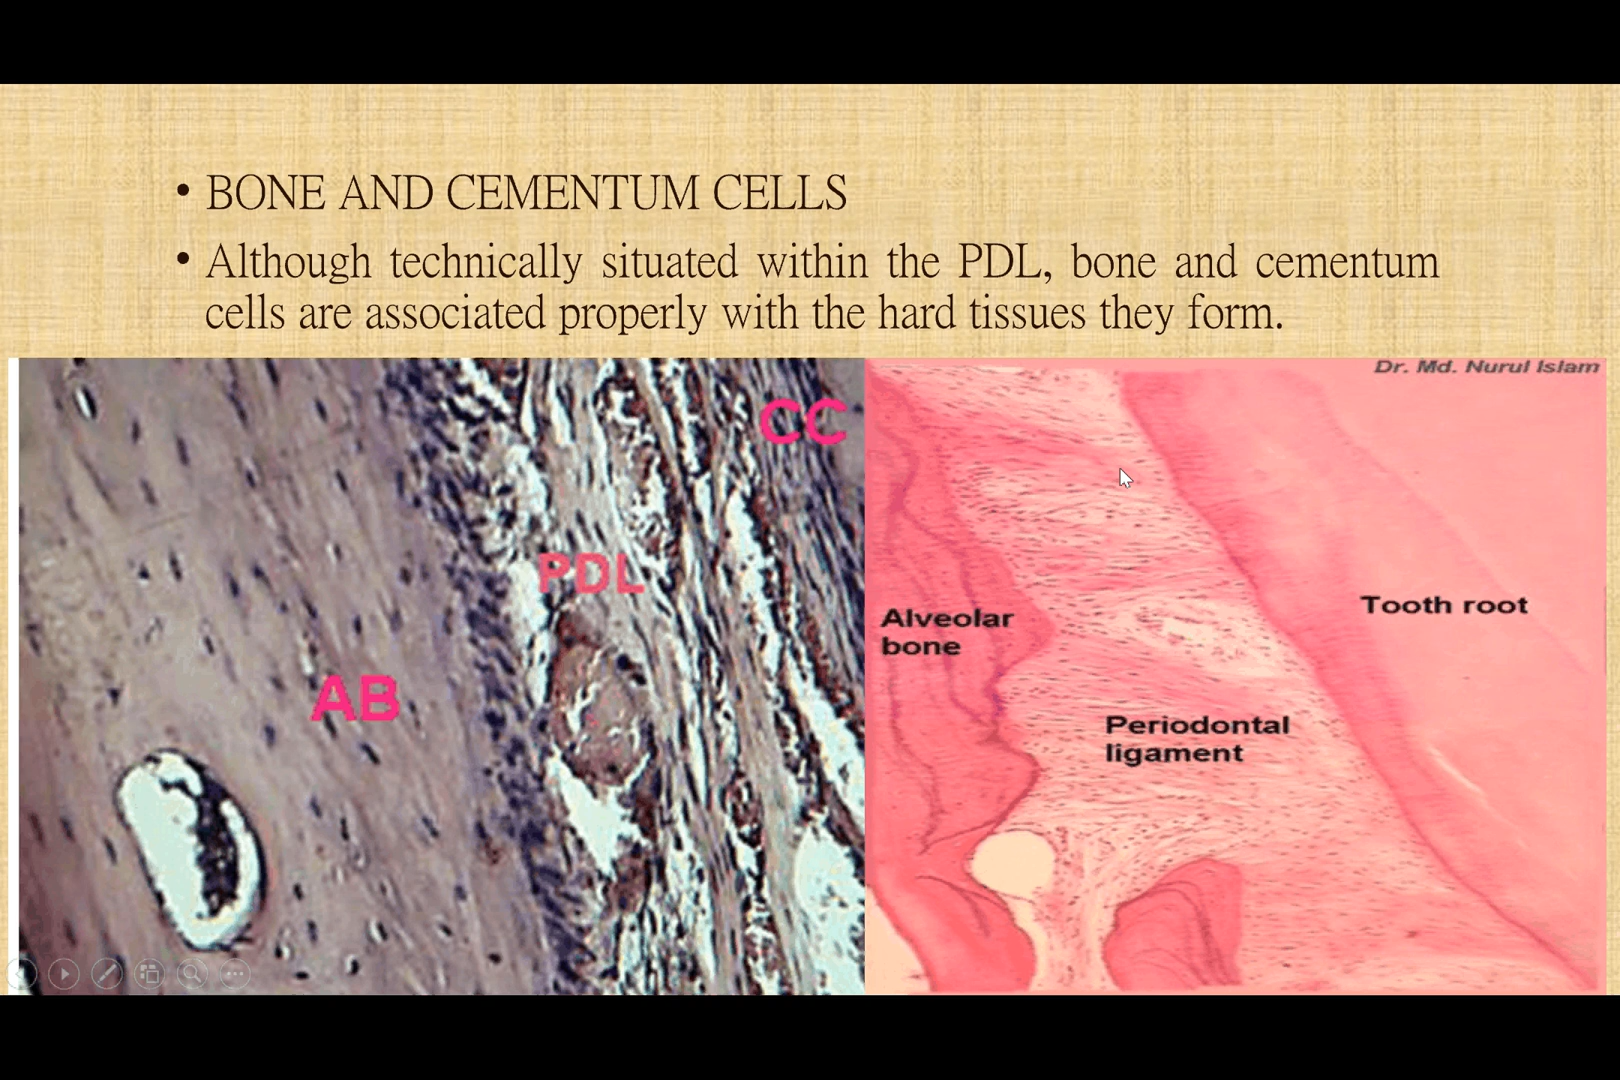 • BONE AND CEMENTUM CELLS
• Although technically situated within the PDL, bone and cementum
cells are associated properly with the hard tissues they form.
Dr. Md. Nurul Islam
CC
PDL
AB
Alveolar
bone
Tooth root
Periodontal
ligament